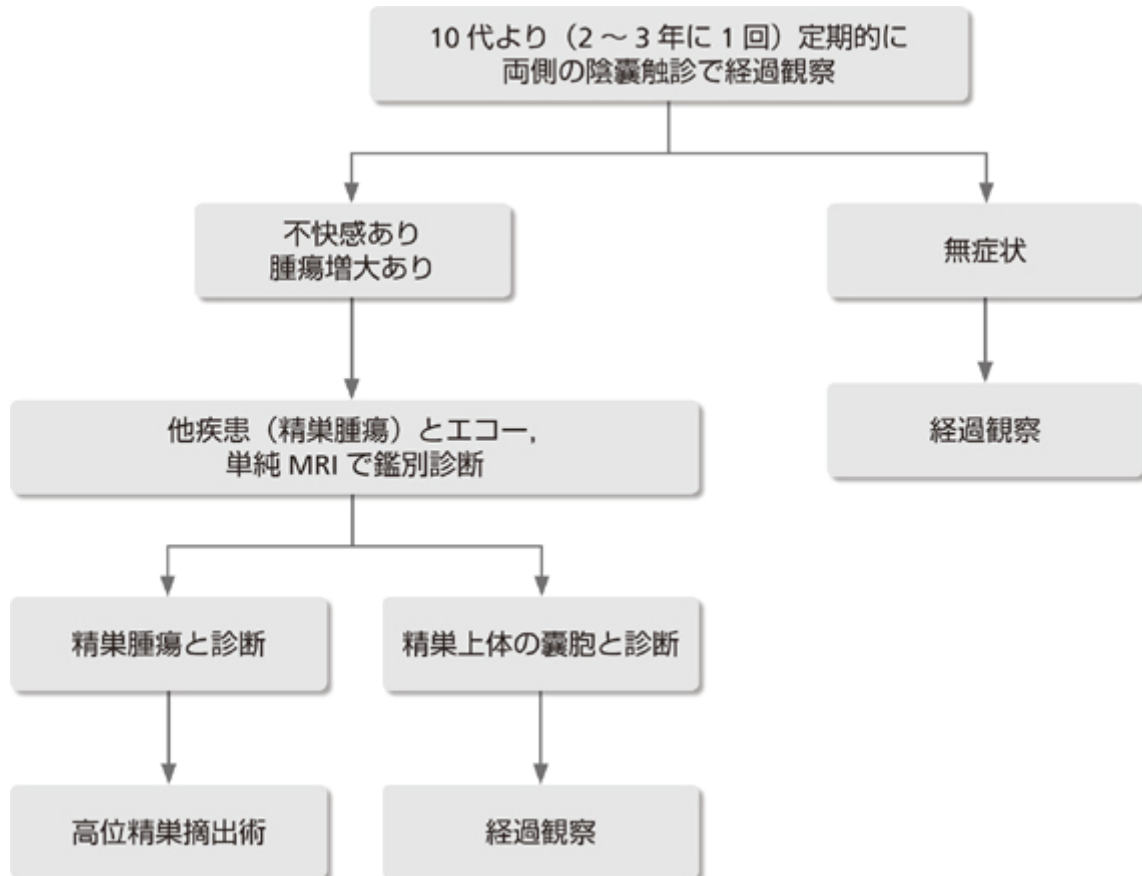 10 代より（2 ～ 3 年に 1 回）定期的に
両側の陰嚢触診で経過観察
不快感あり
腫瘍増大あり
無症状
他疾患（精巣腫瘍）とエコー，
単純 MRI で鑑別診断
経過観察
精巣腫瘍と診断
精巣上体の嚢胞と診断
高位精巣摘出術
経過観察